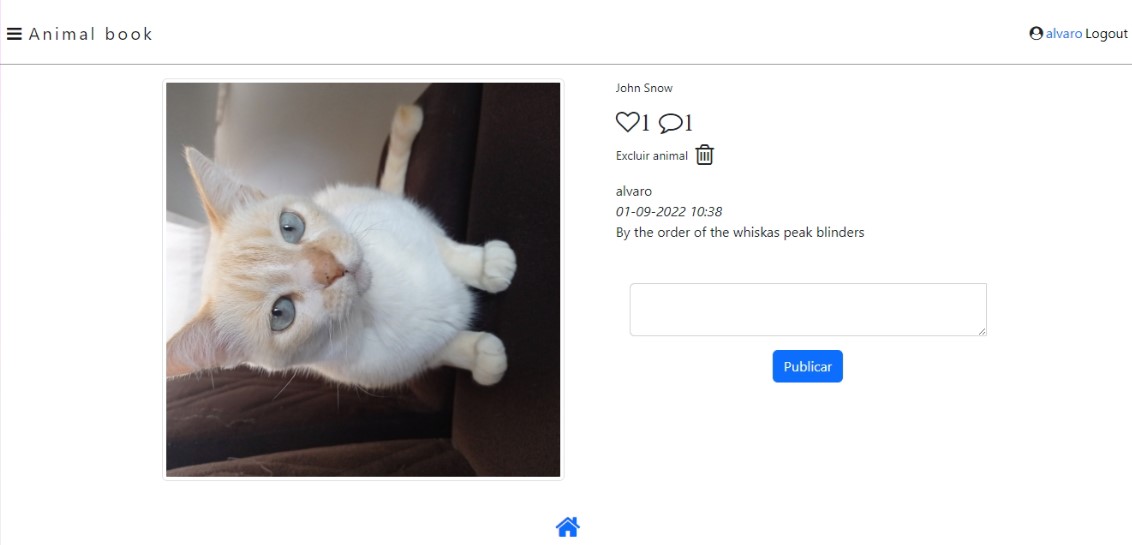 Animal book
alvaro Logout
John Snow
1 1
Excluir animal
alvaro
01-09-2022 10:38
By the order of the whiskas peak blinders
Publicar